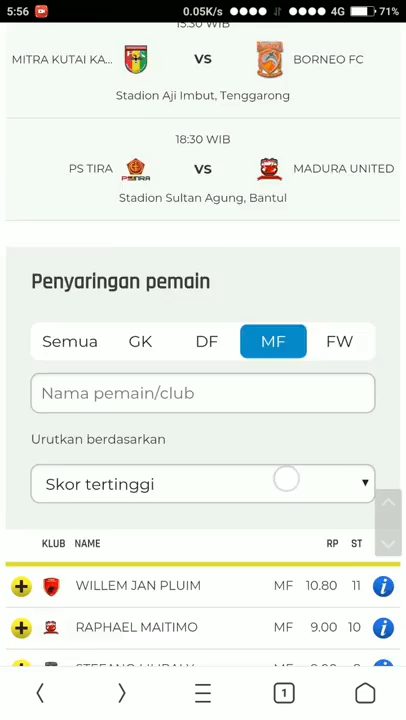 5:56 0.05K/s 4G 71%
15.30 WIB
MITRA KUTAI KA... VS BORNEO FC
Stadion Aji Imbut, Tenggarong
18:30 WIB
PS TIRA VS MADURA UNITED
Stadion Sultan Agung, Bantul
Penyaringan pemain
Semua GK DF MF FW
Nama pemain/club
Urutkan berdasarkan
Skor tertinggi
KLUB NAME RP ST
WILLEM JAN PLUIM MF 10.80 11
RAPHAEL MAITIMO MF 9.00 10
1